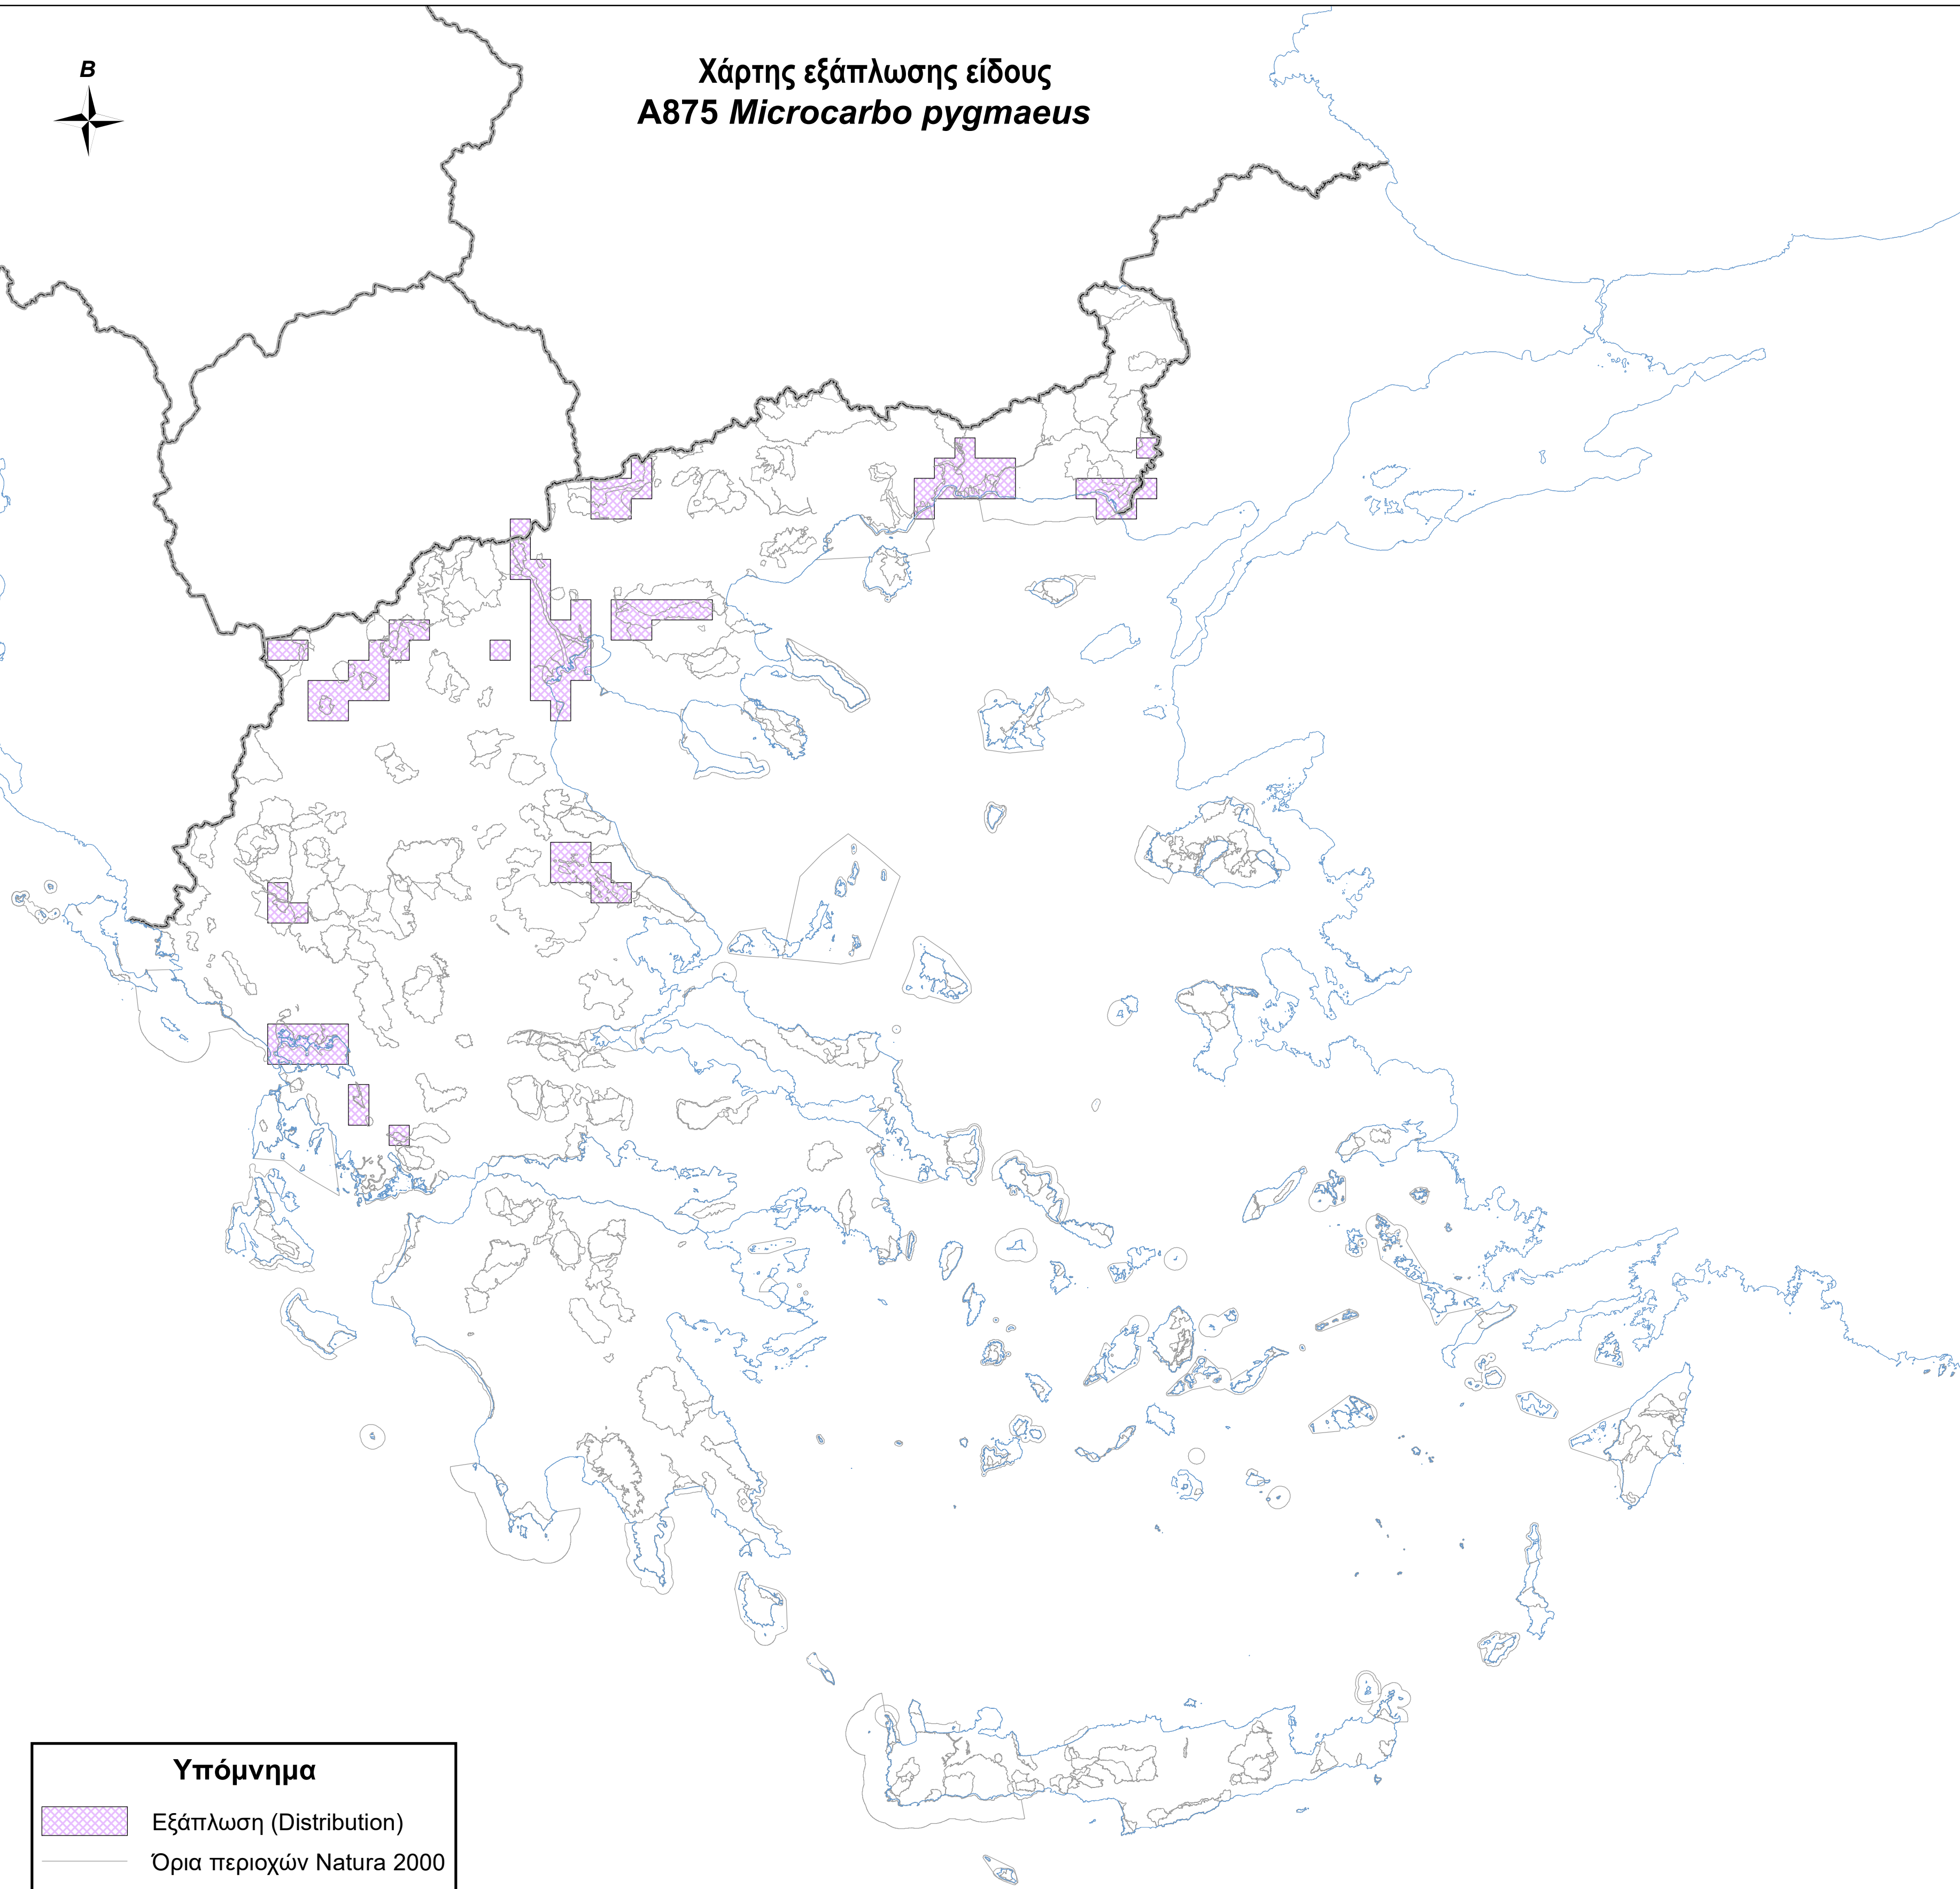 B
Χάρτης εξάπλωσης είδους
A875 Microcarbo pygmaeus
Υπόμνημα
Εξάπλωση (Distribution)
Όρια περιοχών Natura 2000